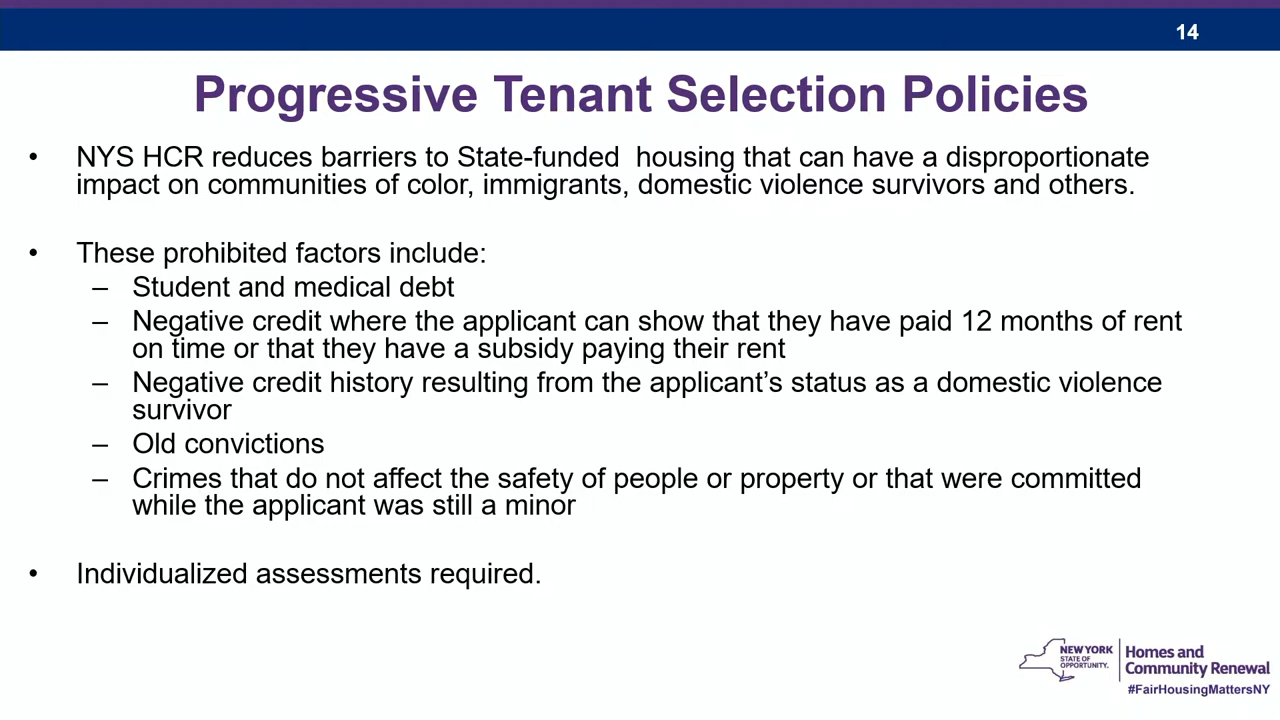 14
Progressive Tenant Selection Policies
• NYS HCR reduces barriers to State-funded  housing that can have a disproportionate
impact on communities of color, immigrants, domestic violence survivors and others.
• These prohibited factors include:
– Student and medical debt
– Negative credit where the applicant can show that they have paid 12 months of rent
on time or that they have a subsidy paying their rent
– Negative credit history resulting from the applicant’s status as a domestic violence
survivor
– Old convictions
– Crimes that do not affect the safety of people or property or that were committed
while the applicant was still a minor
• Individualized assessments required.
NEW YORK
STATE OF
OPPORTUNITY.
Homes and
Community Renewal
#FairHousingMattersNY